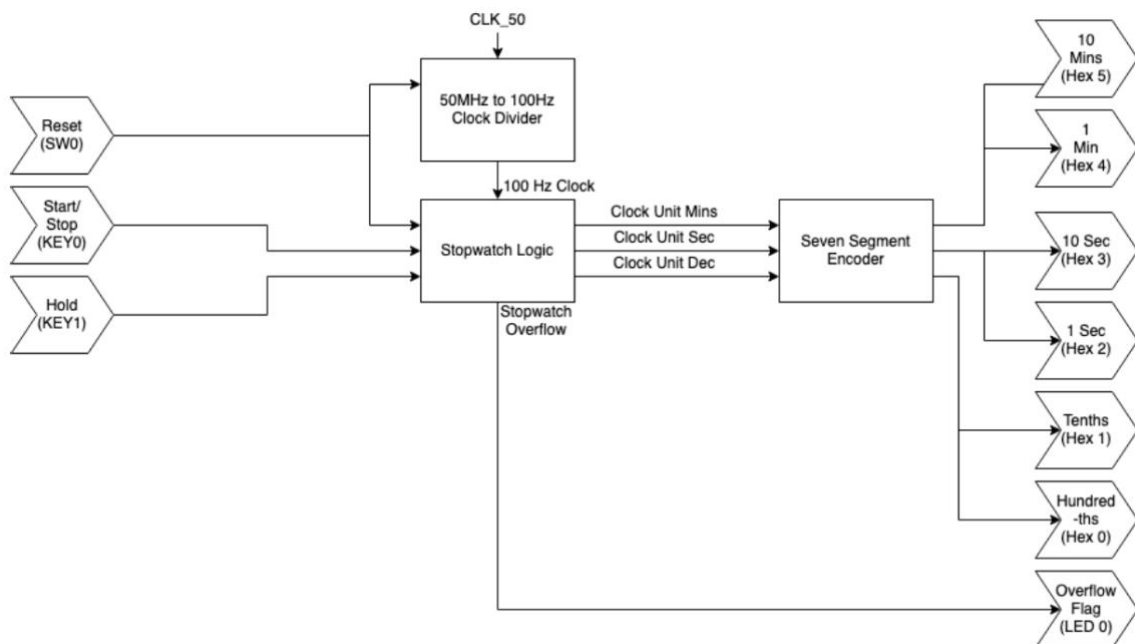 CLK_50
50MHz to 100Hz
Clock Divider
Reset
(SW0)
100 Hz Clock
Start/
Stop
(KEY0)
Hold
(KEY1)
Stopwatch Logic
Clock Unit Mins
Clock Unit Sec
Clock Unit Dec
Stopwatch
Overflow
Seven Segment
Encoder
10
Mins
(Hex 5)
1
Min
(Hex 4)
10 Sec
(Hex 3)
1 Sec
(Hex 2)
Tenths
(Hex 1)
Hundred
-ths
(Hex 0)
Overflow
Flag
(LED 0)